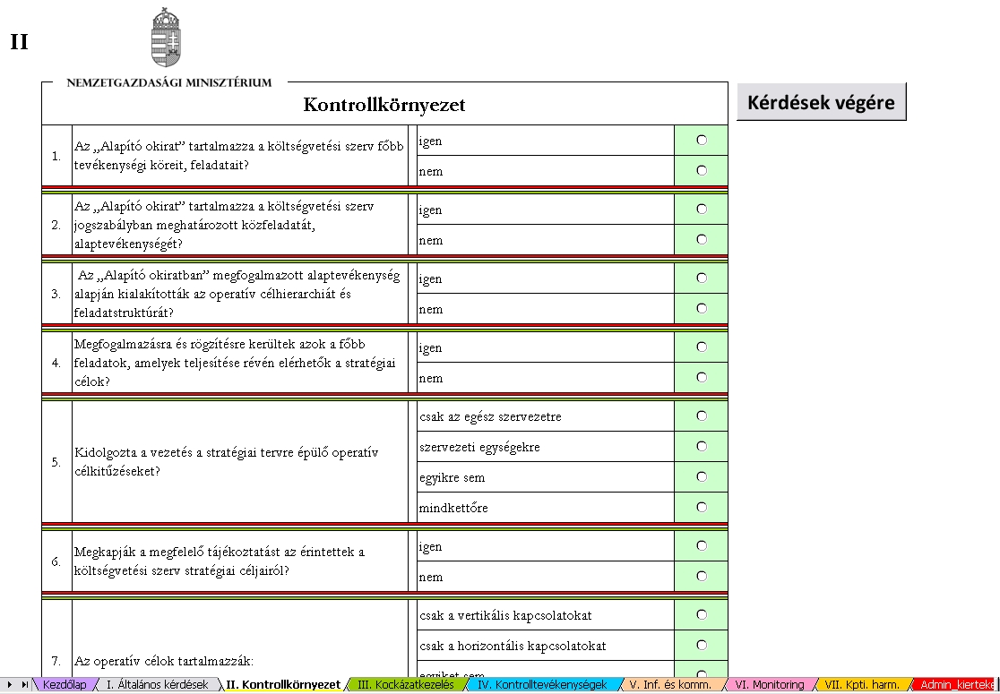 II
NEMZETGAZDASÁGI MINISZTÉRIUM
Kontrollkörnyezet
Kérdések végére
1.
Az „Alapító okirat” tartalmazza a költségvetési szerv főbb
tevékenységi köreit, feladatait?
igen
nem
2.
Az „Alapító okirat” tartalmazza a költségvetési szerv
jogszabályban meghatározott közfeladatát,
alaptevékenységét?
igen
nem
3.
Az „Alapító okiratban” megfogalmazott alaptevékenység
alapján kialakították az operatív célhierarchiát és
feladatstruktúrát?
igen
nem
4.
Megfogalmazásra és rögzítésre kerültek azok a főbb
feladatok, amelyek teljesítése révén elérhetők a stratégiai
célok?
igen
nem
5.
Kidolgozta a vezetés a stratégiai tervre épülő operatív
célkitűzéseket?
csak az egész szervezetre
szervezeti egységekre
egyikre sem
mindkettőre
6.
Megkapják a megfelelő tájékoztatást az érintettek a
költségvetési szerv stratégiai céljairól?
igen
nem
7.
Az operatív célok tartalmazzák:
csak a vertikális kapcsolatokat
csak a horizontális kapcsolatokat
egyiket sem
Kezdőlap
I. Általános kérdések
II. Kontrollkörnyezet
III. Kockázatkezelés
IV. Kontrolltevékenységek
V. Inf. és komm.
VI. Monitoring
VII. Kpti. harm.
Admin_kierteke